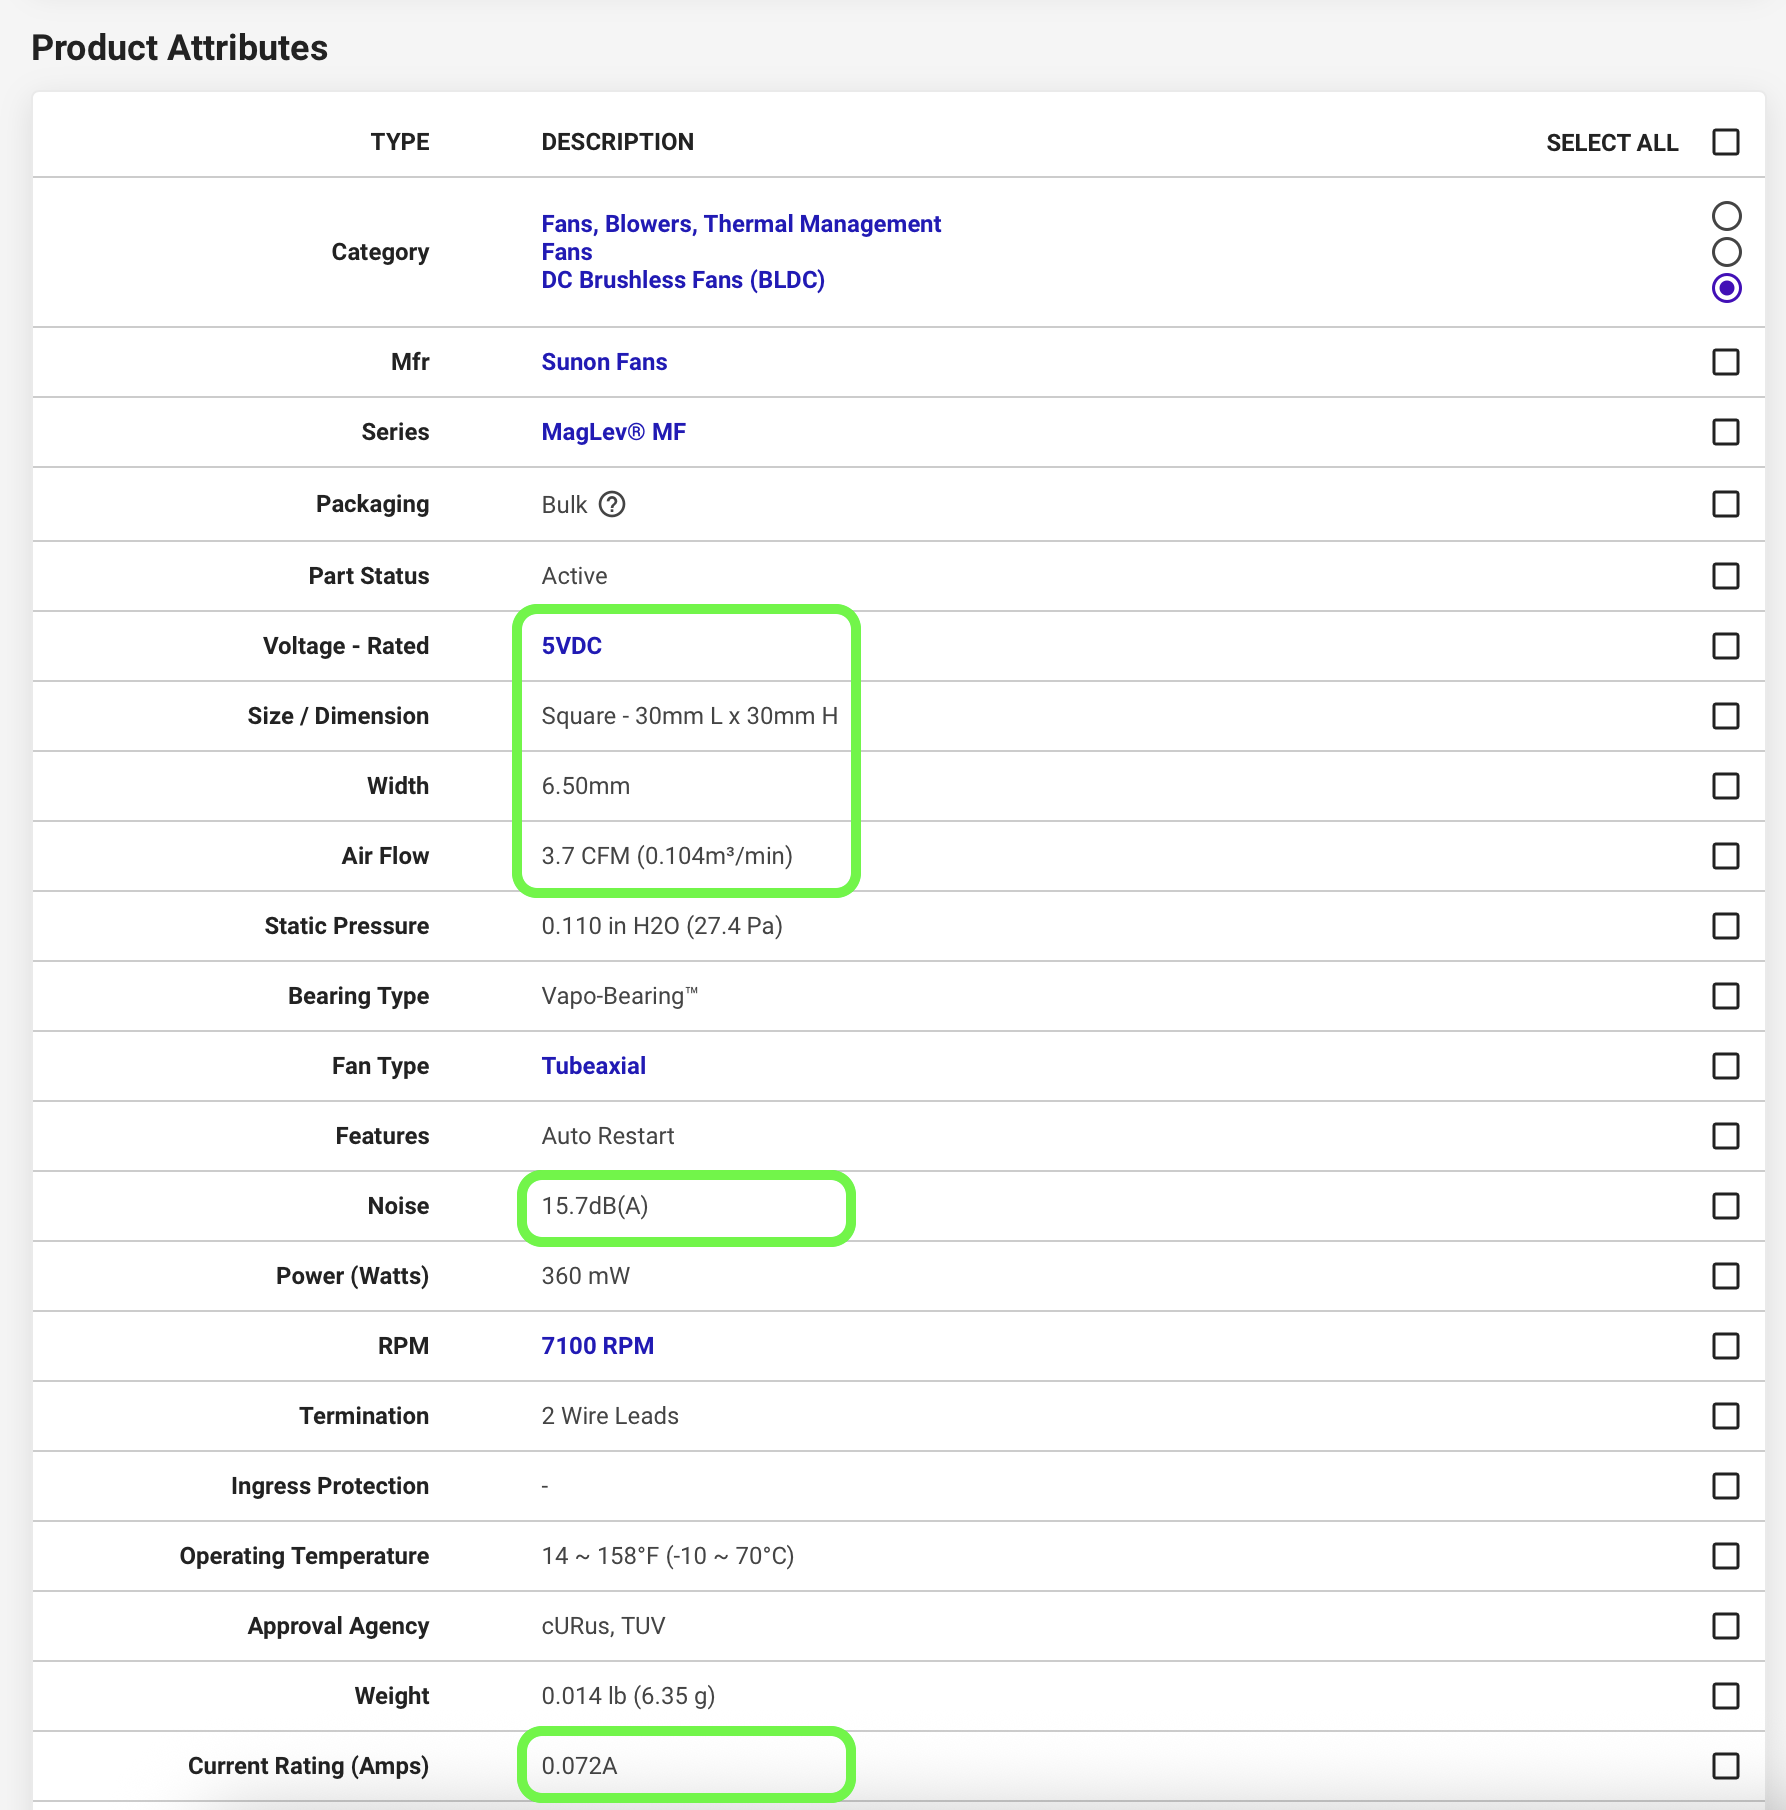 Product Attributes
TYPE DESCRIPTION SELECT ALL
Category
Fans, Blowers, Thermal Management
Fans
DC Brushless Fans (BLDC)
Mfr Sunon Fans
Series MagLev® MF
Packaging Bulk ?
Part Status Active
Voltage - Rated 5VDC
Size / Dimension Square - 30mm L x 30mm H
Width 6.50mm
Air Flow 3.7 CFM (0.104m³/min)
Static Pressure 0.110 in H2O (27.4 Pa)
Bearing Type Vapo-Bearing™
Fan Type Tubeaxial
Features Auto Restart
Noise 15.7dB(A)
Power (Watts) 360 mW
RPM 7100 RPM
Termination 2 Wire Leads
Ingress Protection -
Operating Temperature 14 ~ 158°F (-10 ~ 70°C)
Approval Agency cURus, TUV
Weight 0.014 lb (6.35 g)
Current Rating (Amps) 0.072A